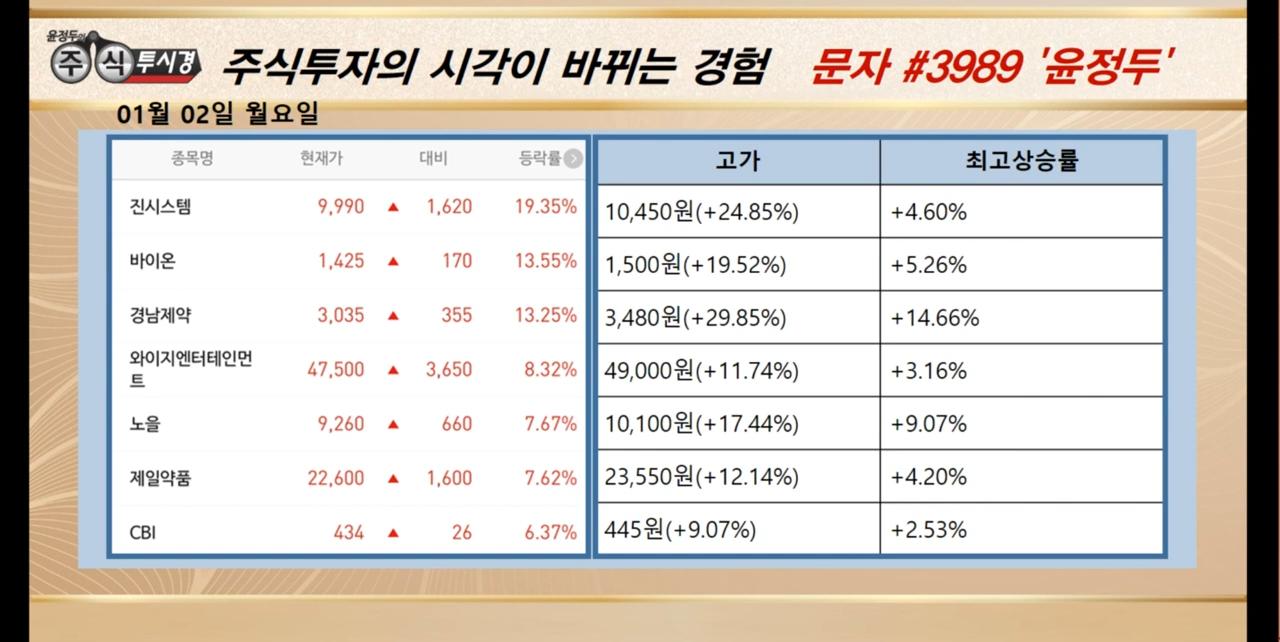 윤정두의
주식투시경
주식투자의 시각이 바뀌는 경험 문자 #3989 '윤정두'
01월 02일 월요일
종목명 현재가 대비 등락률 고가 최고상승률
진시스템 9,990 ▲ 1,620 19.35% 10,450원(+24.85%) +4.60%
바이온 1,425 ▲ 170 13.55% 1,500원(+19.52%) +5.26%
경남제약 3,035 ▲ 355 13.25% 3,480원(+29.85%) +14.66%
와이지엔터테인먼
트 47,500 ▲ 3,650 8.32% 49,000원(+11.74%) +3.16%
노을 9,260 ▲ 660 7.67% 10,100원(+17.44%) +9.07%
제일약품 22,600 ▲ 1,600 7.62% 23,550원(+12.14%) +4.20%
CBI 434 ▲ 26 6.37% 445원(+9.07%) +2.53%